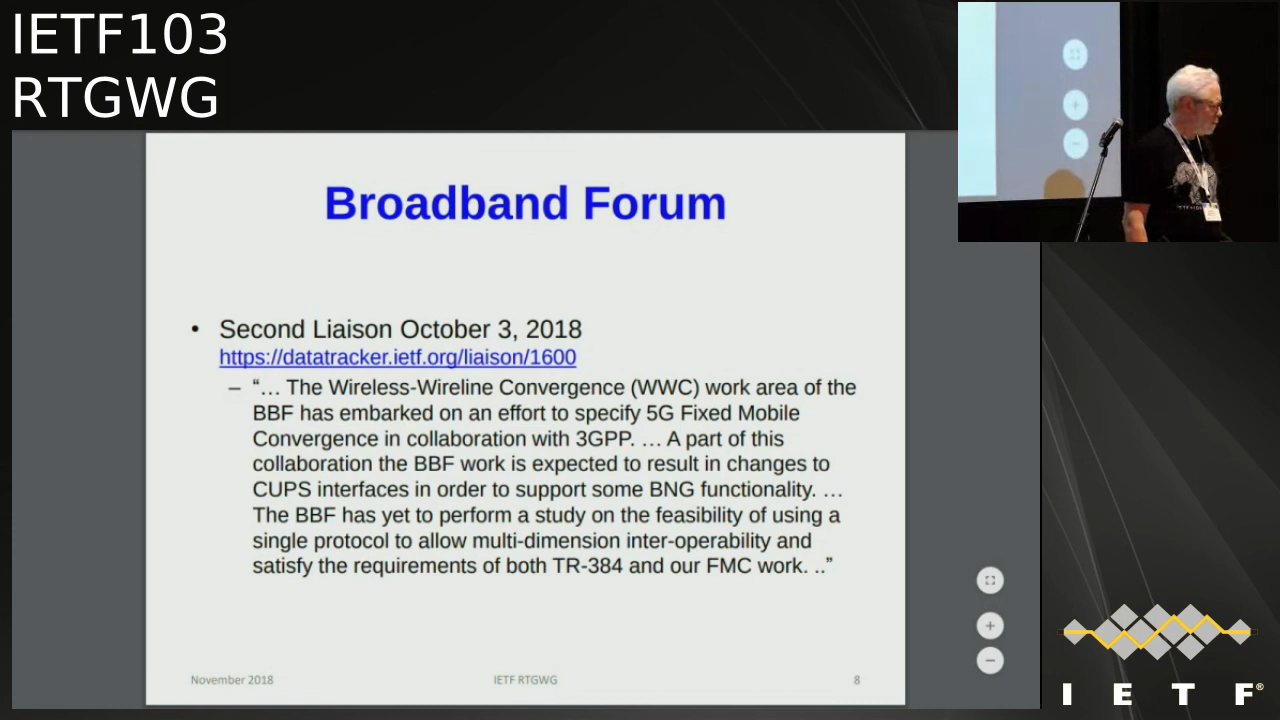 IETF103
RTGWG
Broadband Forum
• Second Liaison October 3, 2018
https://datatracker.ietf.org/liaison/1600
– “… The Wireless-Wireline Convergence (WWC) work area of the
BBF has embarked on an effort to specify 5G Fixed Mobile
Convergence in collaboration with 3GPP. … A part of this
collaboration the BBF work is expected to result in changes to
CUPS interfaces in order to support some BNG functionality. …
The BBF has yet to perform a study on the feasibility of using a
single protocol to allow multi-dimension inter-operability and
satisfy the requirements of both TR-384 and our FMC work. ..”
November 2018 IETF RTGWG 8
I E T F®